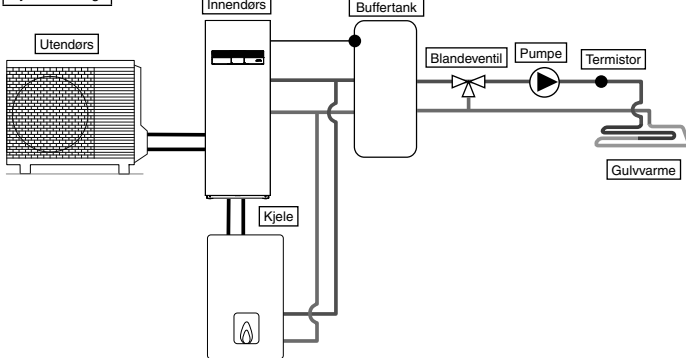 Innendørs
Buffertank
Utendørs
Blandeventil
Pumpe
Termistor
Gulvvarme
Kjele